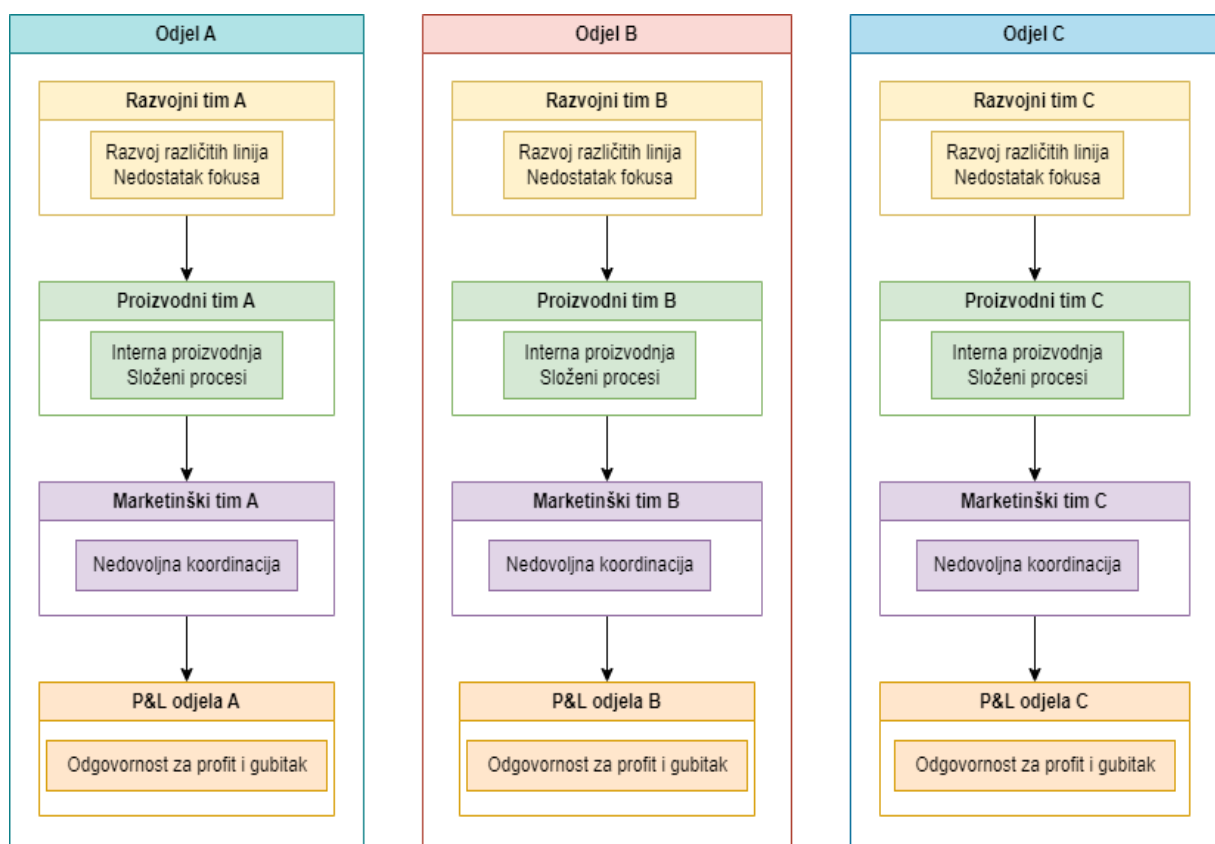 Odjel A
Razvojni tim A
Razvoj različitih linija
Nedostatak fokusa
Proizvodni tim A
Interna proizvodnja
Složeni procesi
Marketinški tim A
Nedovoljna koordinacija
P&L odjela A
Odgovornost za profit i gubitak
Odjel B
Razvojni tim B
Razvoj različitih linija
Nedostatak fokusa
Proizvodni tim B
Interna proizvodnja
Složeni procesi
Marketinški tim B
Nedovoljna koordinacija
P&L odjela B
Odgovornost za profit i gubitak
Odjel C
Razvojni tim C
Razvoj različitih linija
Nedostatak fokusa
Proizvodni tim C
Interna proizvodnja
Složeni procesi
Marketinški tim C
Nedovoljna koordinacija
P&L odjela C
Odgovornost za profit i gubitak